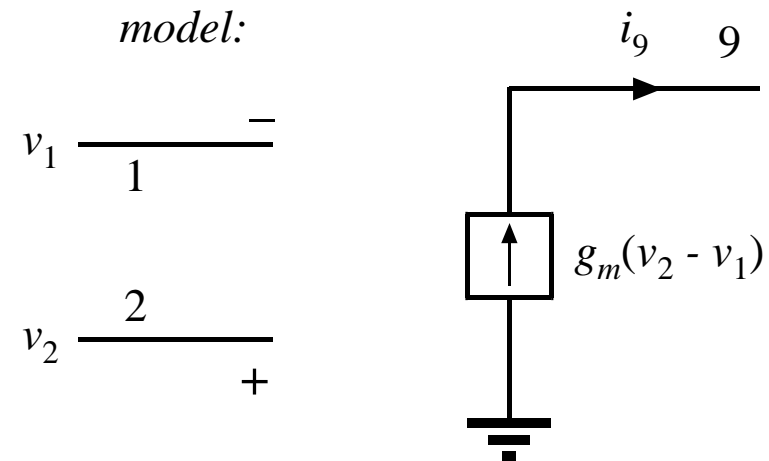 model:
i9 9
v1 −
1
gm(v2 - v1)
2
v2
+